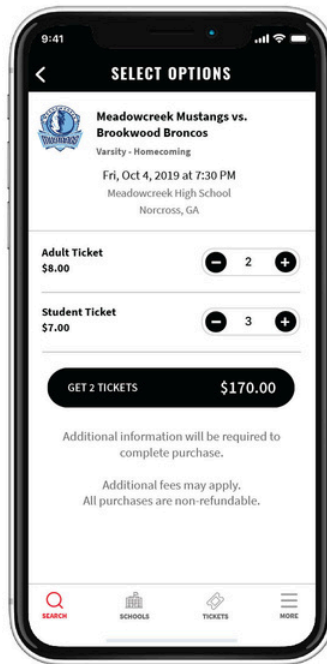 9:41
SELECT OPTIONS
Meadowcreek Mustangs vs.
Brookwood Broncos
Varsity - Homecoming
Fri, Oct 4, 2019 at 7:30 PM
Meadowcreek High School
Norcross, GA
Adult Ticket
$8.00
2
Student Ticket
$7.00
3
GET 2 TICKETS $170.00
Additional information will be required to
complete purchase.
Additional fees may apply.
All purchases are non-refundable.
SEARCH SCHOOLS TICKETS MORE